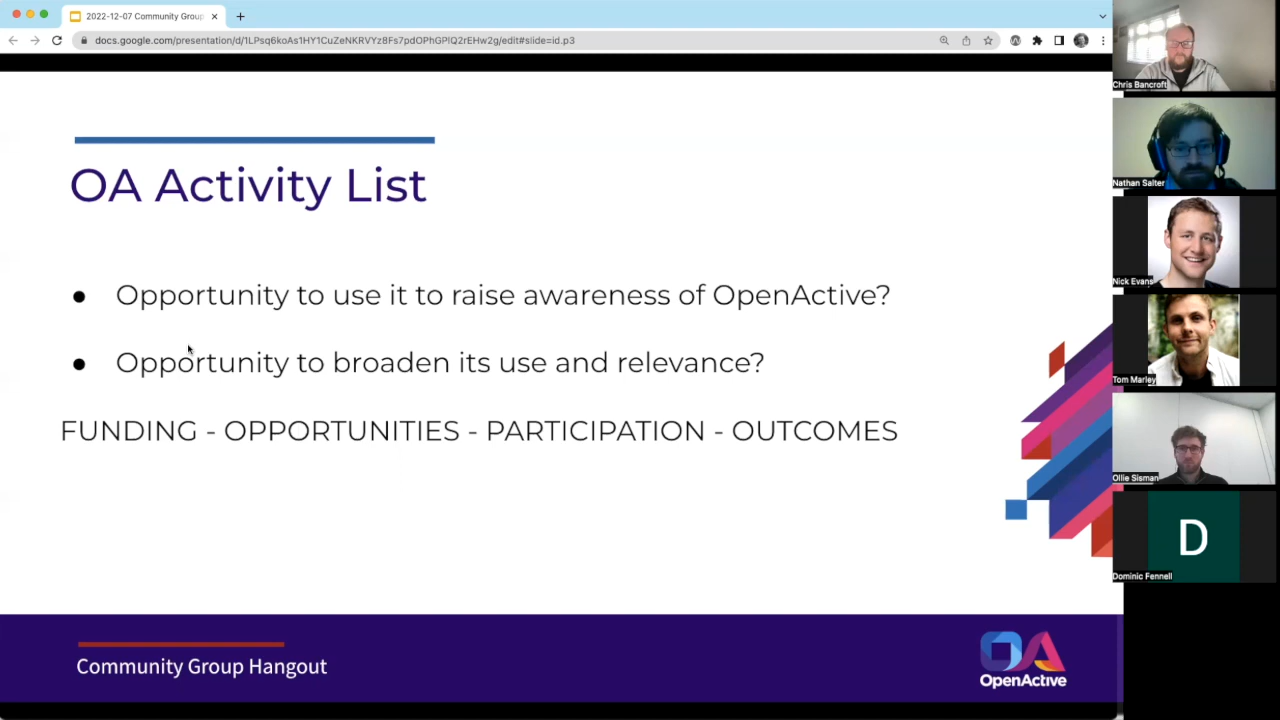 2022-12-07 Community Group
docs.google.com/presentation/d/1LPsq6koAs1HY1CuZeNKRVYz8Fs7pdOPhGPlQ2rEHw2g/edit#slide=id.p3
OA Activity List
● Opportunity to use it to raise awareness of OpenActive?
● Opportunity to broaden its use and relevance?
FUNDING - OPPORTUNITIES - PARTICIPATION - OUTCOMES
Community Group Hangout
OA
OpenActive
Chris Bancroft
Nathan Salter
Nick Evans
Tom Marley
Ollie Sisman
D
Dominic Fennell